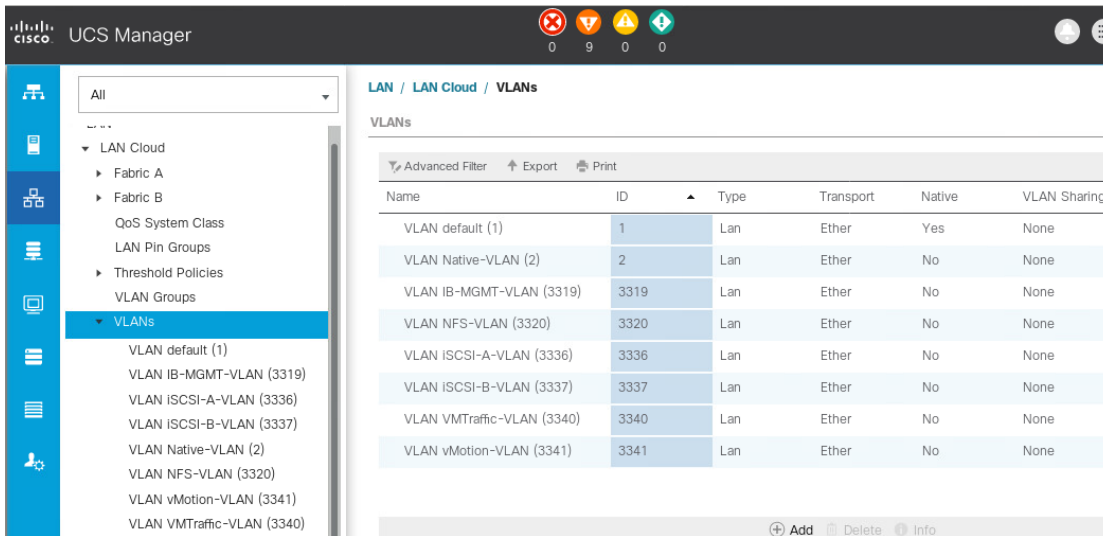 CISCO UCS Manager
0 9 0 0
All
LAN Cloud
Fabric A
Fabric B
QoS System Class
LAN Pin Groups
Threshold Policies
VLAN Groups
VLANs
VLAN default (1)
VLAN IB-MGMT-VLAN (3319)
VLAN iSCSI-A-VLAN (3336)
VLAN iSCSI-B-VLAN (3337)
VLAN Native-VLAN (2)
VLAN NFS-VLAN (3320)
VLAN vMotion-VLAN (3341)
VLAN VMTraffic-VLAN (3340)
LAN / LAN Cloud / VLANs
VLANs
Advanced Filter Export Print
Name ID Type Transport Native VLAN Sharing
VLAN default (1) 1 Lan Ether Yes None
VLAN Native-VLAN (2) 2 Lan Ether No None
VLAN IB-MGMT-VLAN (3319) 3319 Lan Ether No None
VLAN NFS-VLAN (3320) 3320 Lan Ether No None
VLAN iSCSI-A-VLAN (3336) 3336 Lan Ether No None
VLAN iSCSI-B-VLAN (3337) 3337 Lan Ether No None
VLAN VMTraffic-VLAN (3340) 3340 Lan Ether No None
VLAN vMotion-VLAN (3341) 3341 Lan Ether No None
Add Delete Info